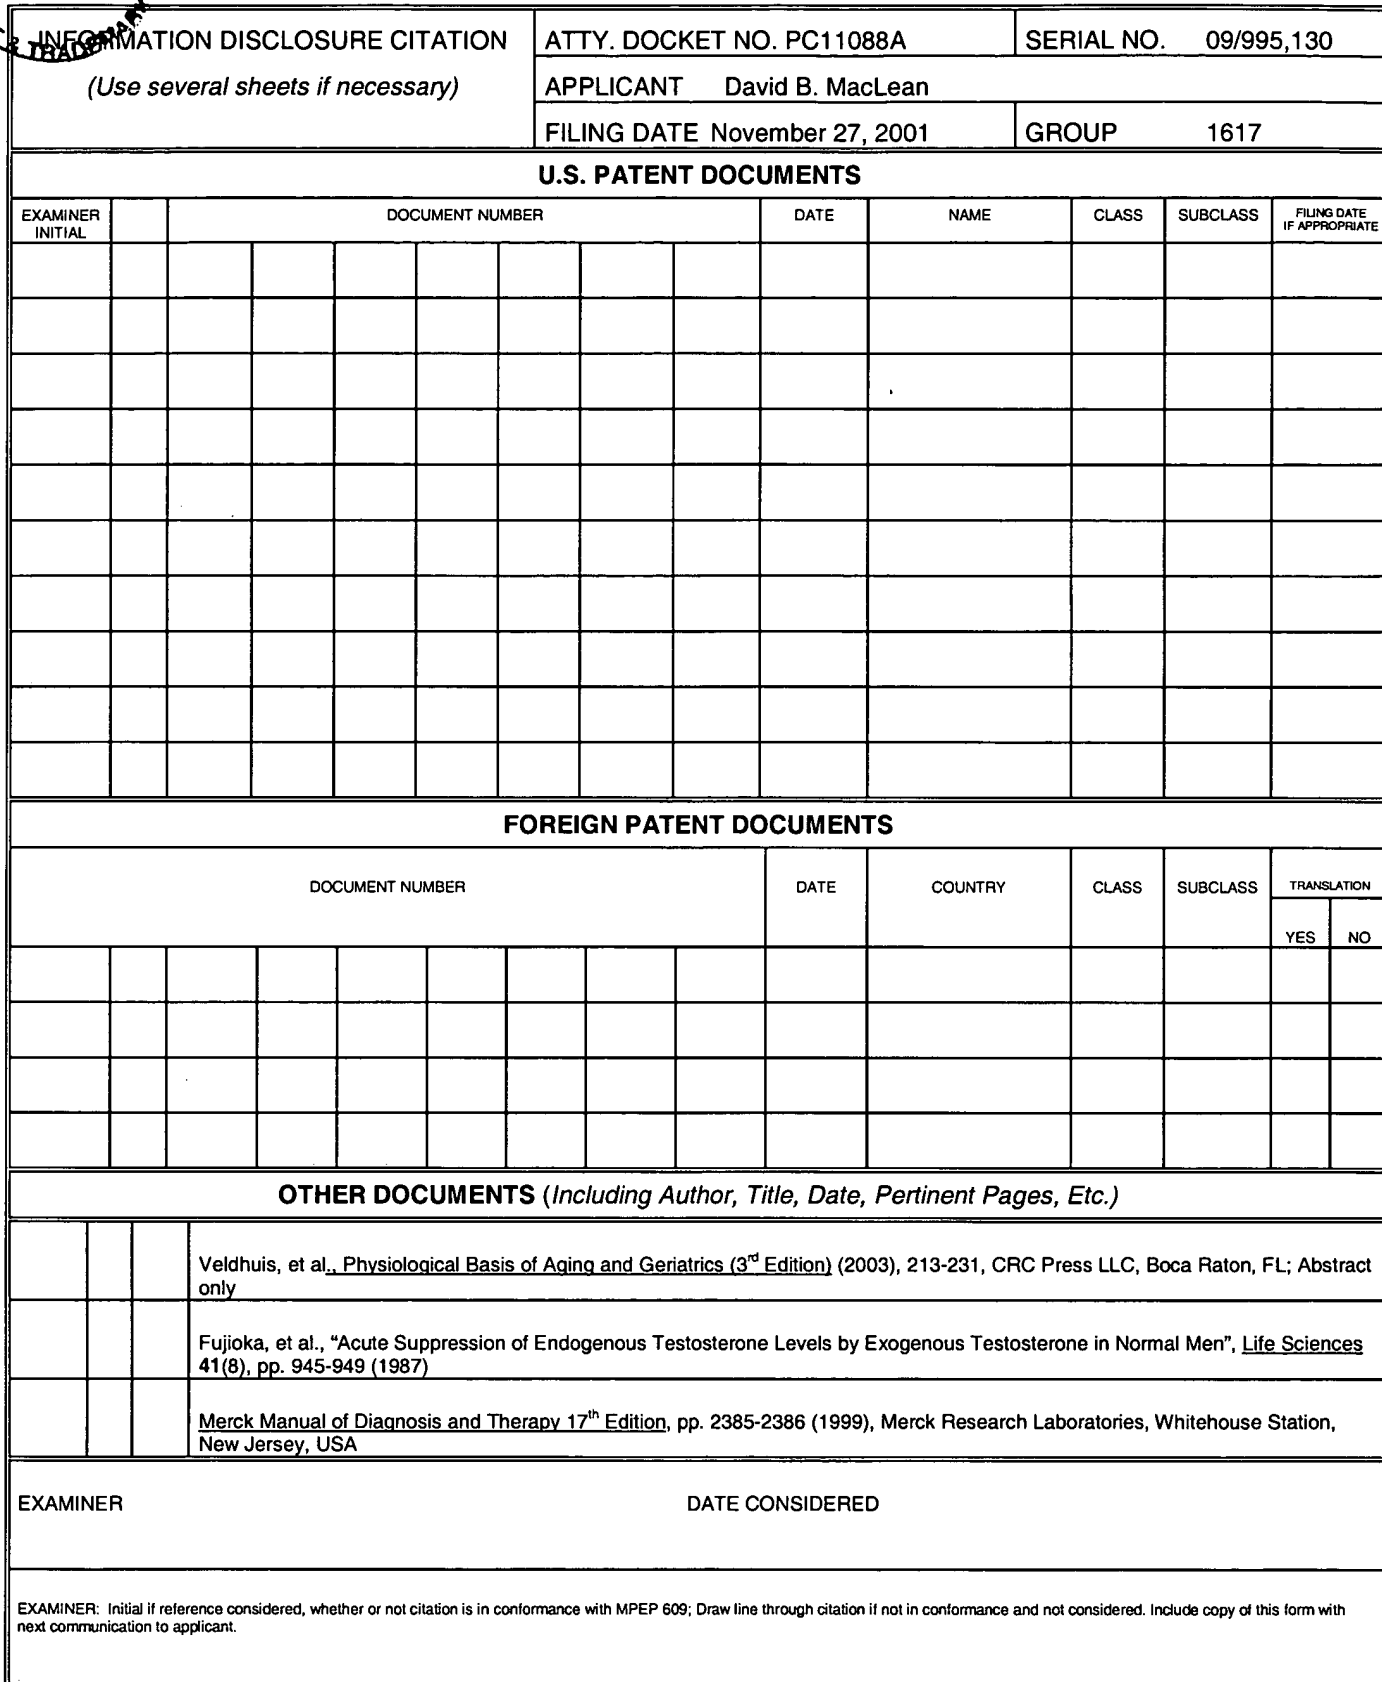 TRADEMARK
INFORMATION DISCLOSURE CITATION
(Use several sheets if necessary)
ATTY. DOCKET NO. PC11088A
SERIAL NO. 09/995,130
APPLICANT David B. MacLean
FILING DATE November 27, 2001
GROUP 1617
U.S. PATENT DOCUMENTS
EXAMINER
INITIAL
DOCUMENT NUMBER
DATE
NAME
CLASS
SUBCLASS
FILING DATE
IF APPROPRIATE
FOREIGN PATENT DOCUMENTS
DOCUMENT NUMBER
DATE
COUNTRY
CLASS
SUBCLASS
TRANSLATION
YES
NO
OTHER DOCUMENTS (Including Author, Title, Date, Pertinent Pages, Etc.)
Veldhuis, et al., Physiological Basis of Aging and Geriatrics (3rd Edition) (2003), 213-231, CRC Press LLC, Boca Raton, FL; Abstract
only
Fujioka, et al., “Acute Suppression of Endogenous Testosterone Levels by Exogenous Testosterone in Normal Men”, Life Sciences
41(8), pp. 945-949 (1987)
Merck Manual of Diagnosis and Therapy 17th Edition, pp. 2385-2386 (1999), Merck Research Laboratories, Whitehouse Station,
New Jersey, USA
EXAMINER
DATE CONSIDERED
EXAMINER: Initial if reference considered, whether or not citation is in conformance with MPEP 609; Draw line through citation if not in conformance and not considered. Include copy of this form with
next communication to applicant.